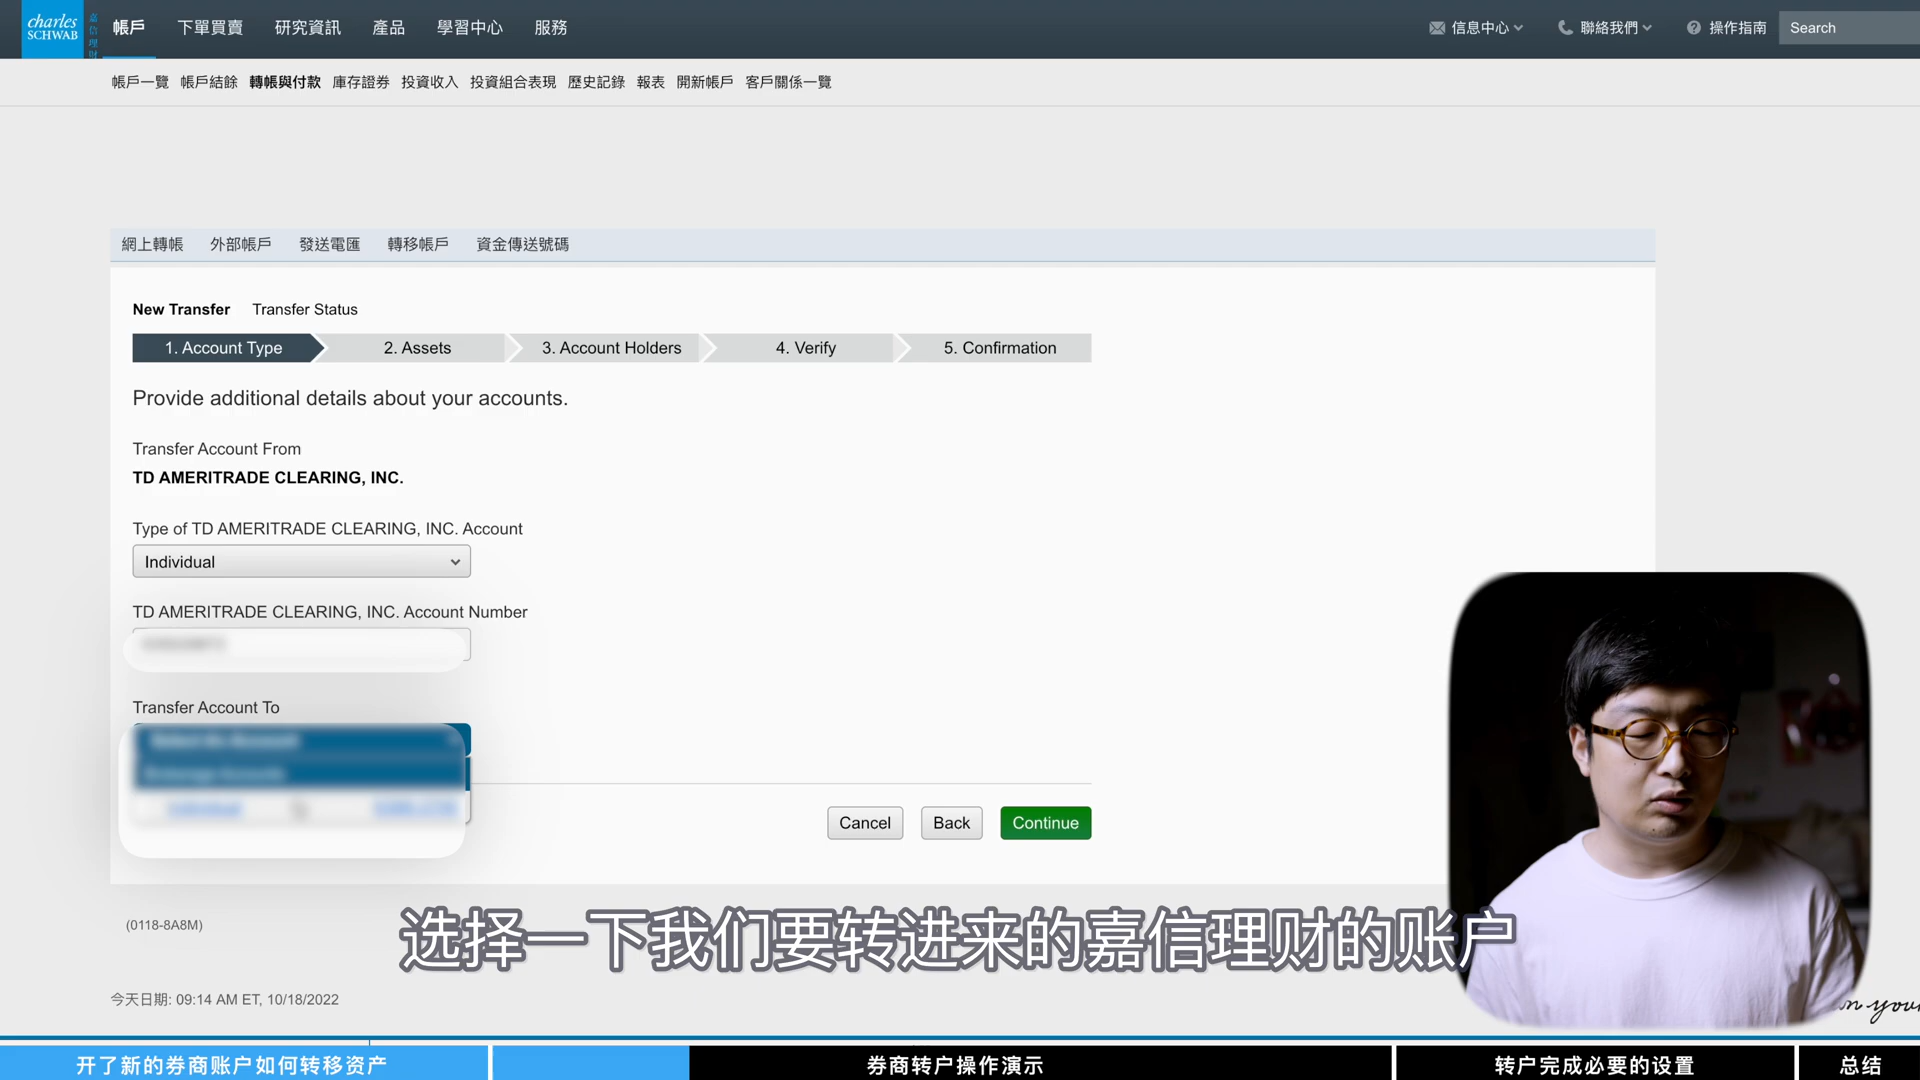 charles
SCHWAB
嘉信理財
帳戶 下單買賣 研究資訊 產品 學習中心 服務
信息中心 聯絡我們 操作指南 Search
帳戶一覽 帳戶結餘 轉帳與付款 庫存證券 投資收入 投資組合表現 歷史記錄 報表 開新帳戶 客戶關係一覽
網上轉帳 外部帳戶 發送電匯 轉移帳戶 資金傳送號碼
New Transfer Transfer Status
1. Account Type 2. Assets 3. Account Holders 4. Verify 5. Confirmation
Provide additional details about your accounts.
Transfer Account From
TD AMERITRADE CLEARING, INC.
Type of TD AMERITRADE CLEARING, INC. Account
Individual
TD AMERITRADE CLEARING, INC. Account Number
Transfer Account To
Cancel Back Continue
(0118-8A8M)
选择一下我们要转进来的嘉信理财的账户
今天日期: 09:14 AM ET, 10/18/2022
开了新的券商账户如何转移资产 券商转户操作演示 转户完成必要的设置 总结